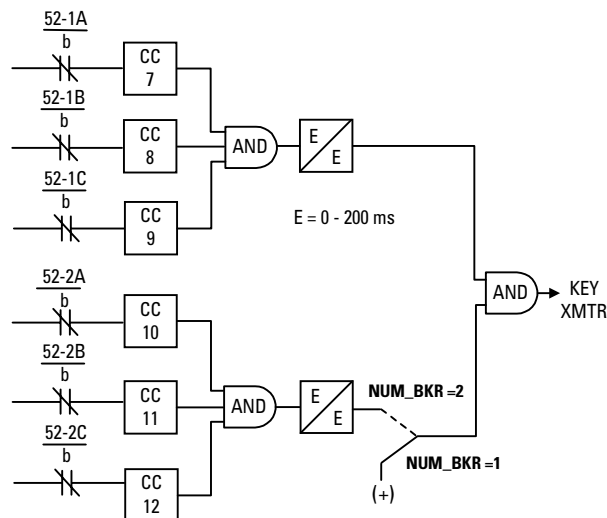 52-1A
b
CC
7
52-1B
b
CC
8
AND
E
E
52-1C
b
CC
9
E = 0 - 200 ms
AND
KEY
XMTR
52-2A
b
CC
10
52-2B
b
CC
11
AND
E
E
NUM_BKR =2
52-2C
b
CC
12
NUM_BKR =1
(+)